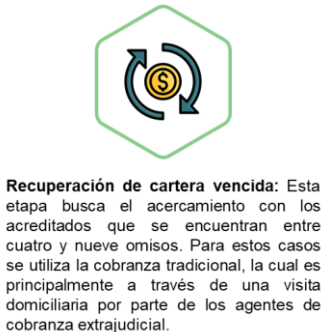 $
Recuperación de cartera vencida: Esta
etapa busca el acercamiento con los
acreditados que se encuentran entre
cuatro y nueve omisos. Para estos casos
se utiliza la cobranza tradicional, la cual es
principalmente a través de una visita
domiciliaria por parte de los agentes de
cobranza extrajudicial.